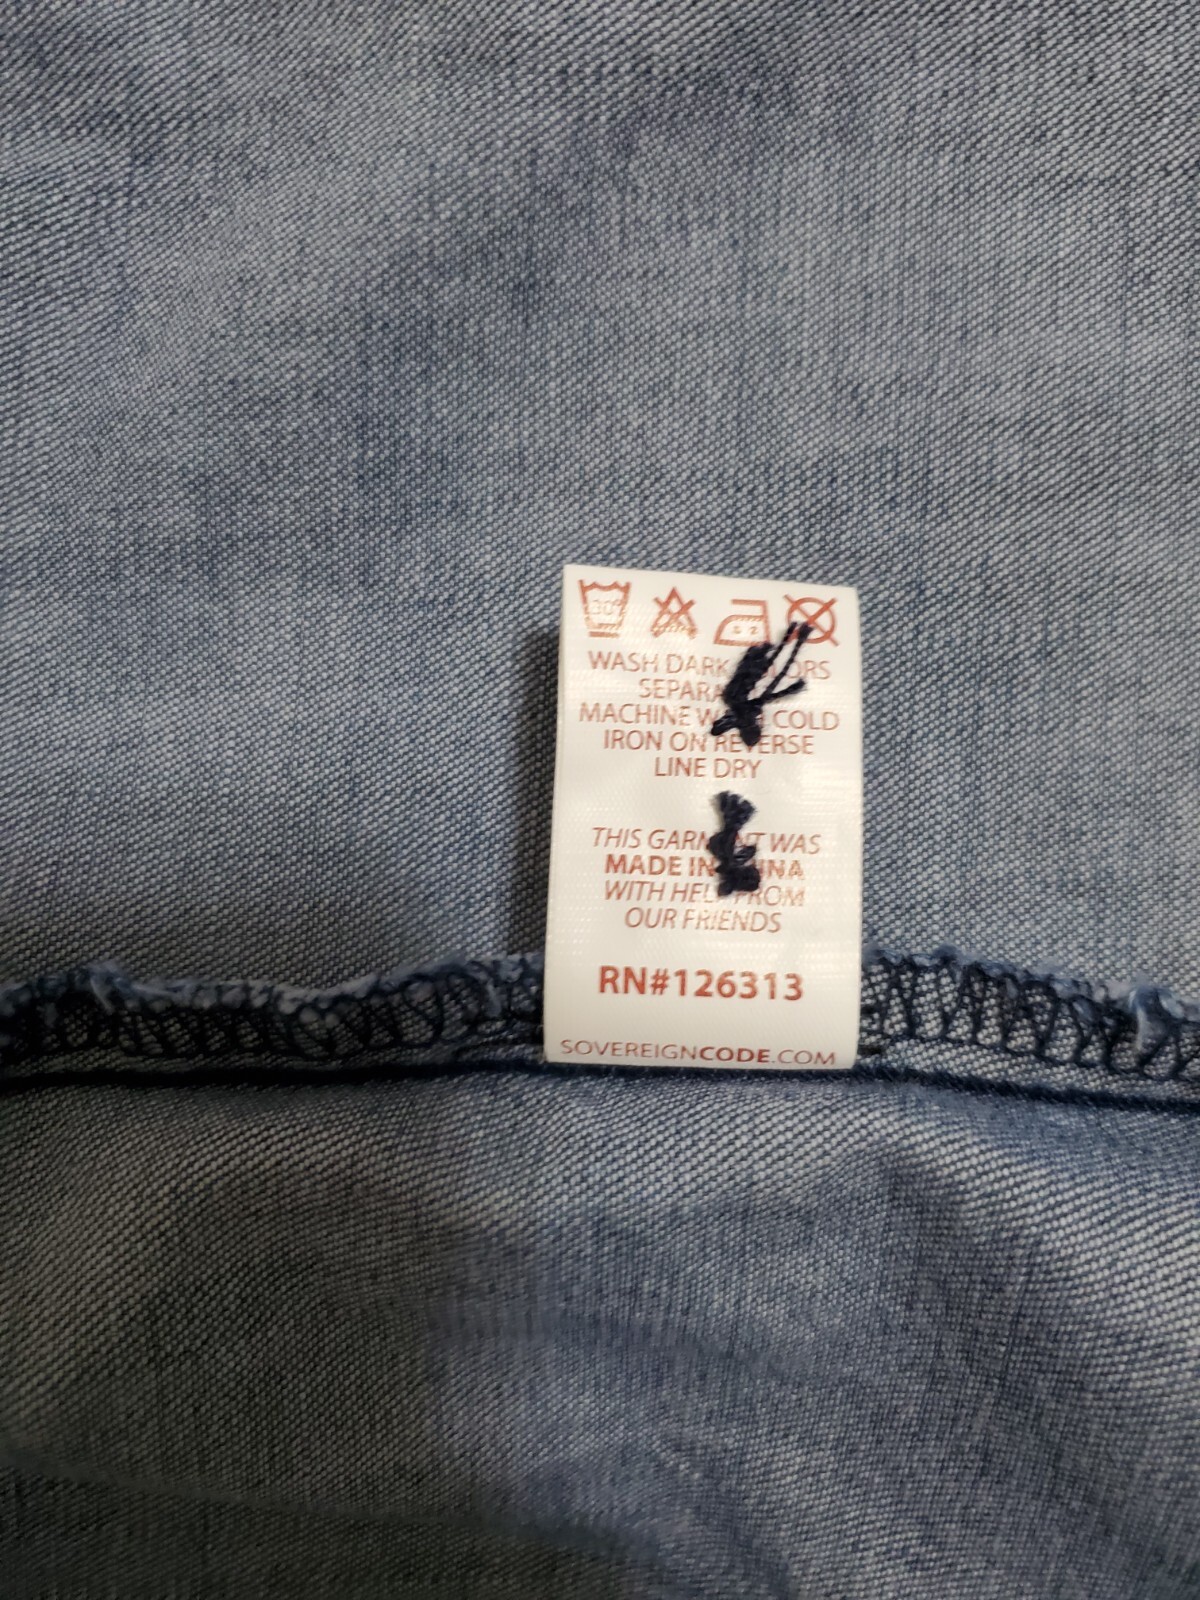 30°
WASH DARK
MACHINE COLD
IRON ON REVERSE
LINE DRY
THIS WAS
MADE IN
WITH FROM
OUR FRIENDS
RN#126313
SOVEREIGNCODE.COM